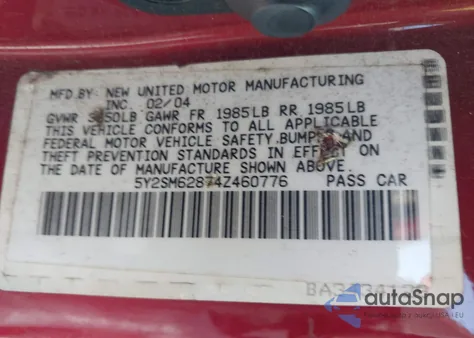 MFD BY: NEW UNITED MOTOR MANUFACTURING
INC. 02/04
GVWR LB GAWR FR 1985LB RR 1985LB
THIS VEHICLE CONFORMS TO ALL APPLICABLE
FEDERAL MOTOR VEHICLE SAFETY, AND
THEFT PREVENTION STANDARDS IN EFFECT ON
THE DATE OF MANUFACTURE SHOWN ABOVE.
5Y2SM62874Z460776 PASS CAR
autoSnap